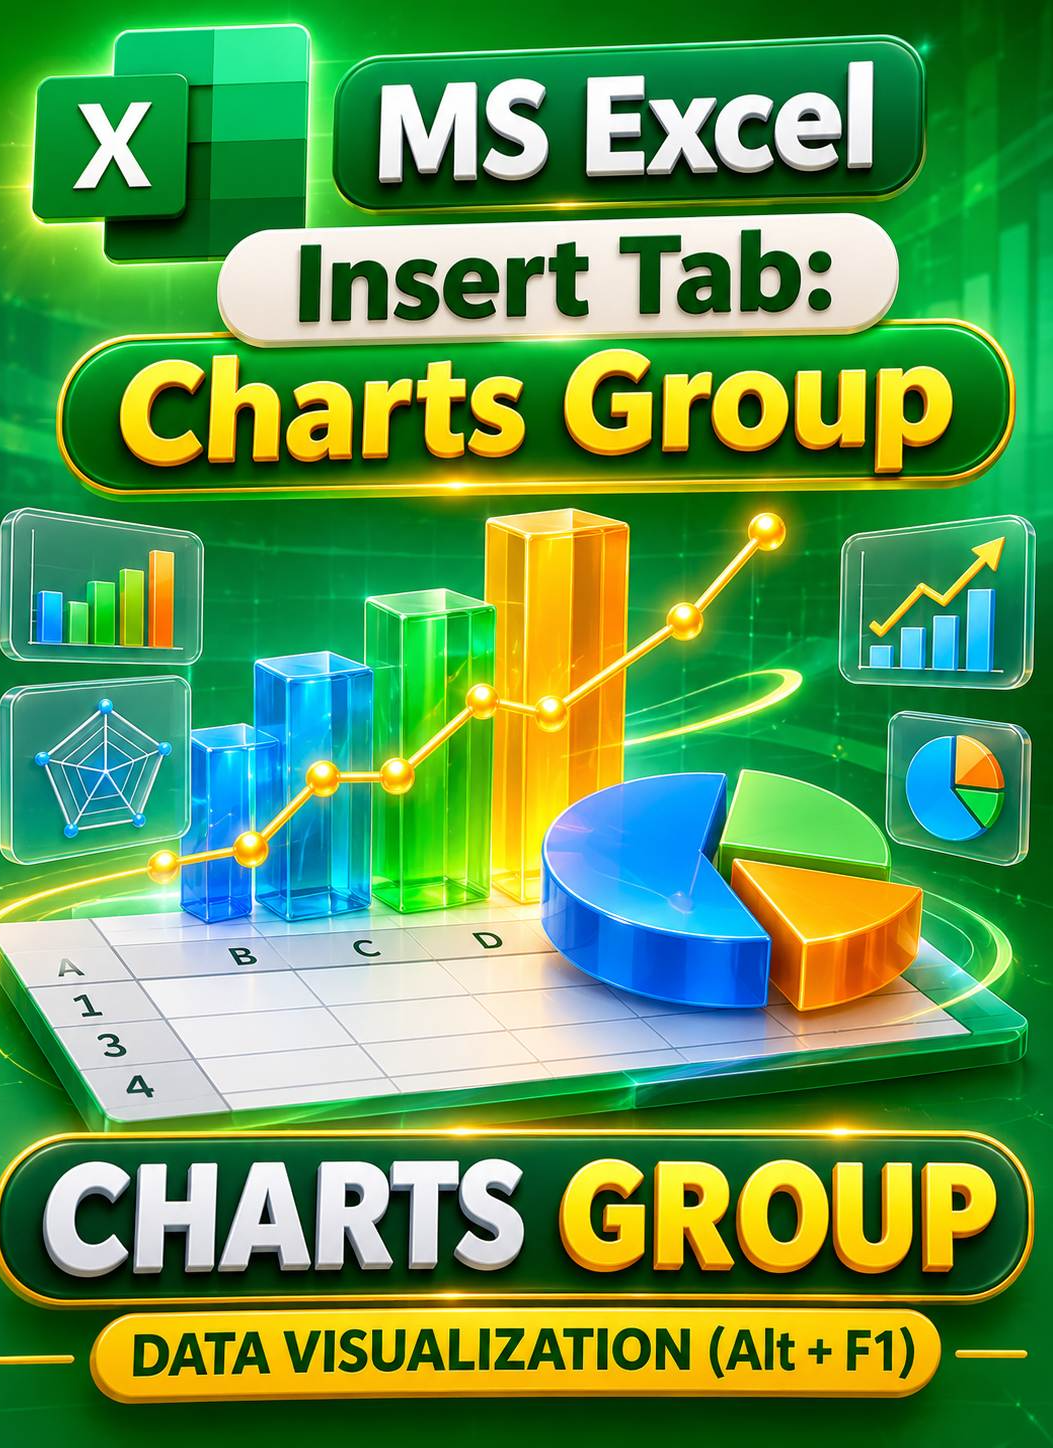 X
MS Excel
Insert Tab:
Charts Group
B C D
A
1
3
4
CHARTS GROUP
DATA VISUALIZATION (Alt + F1)